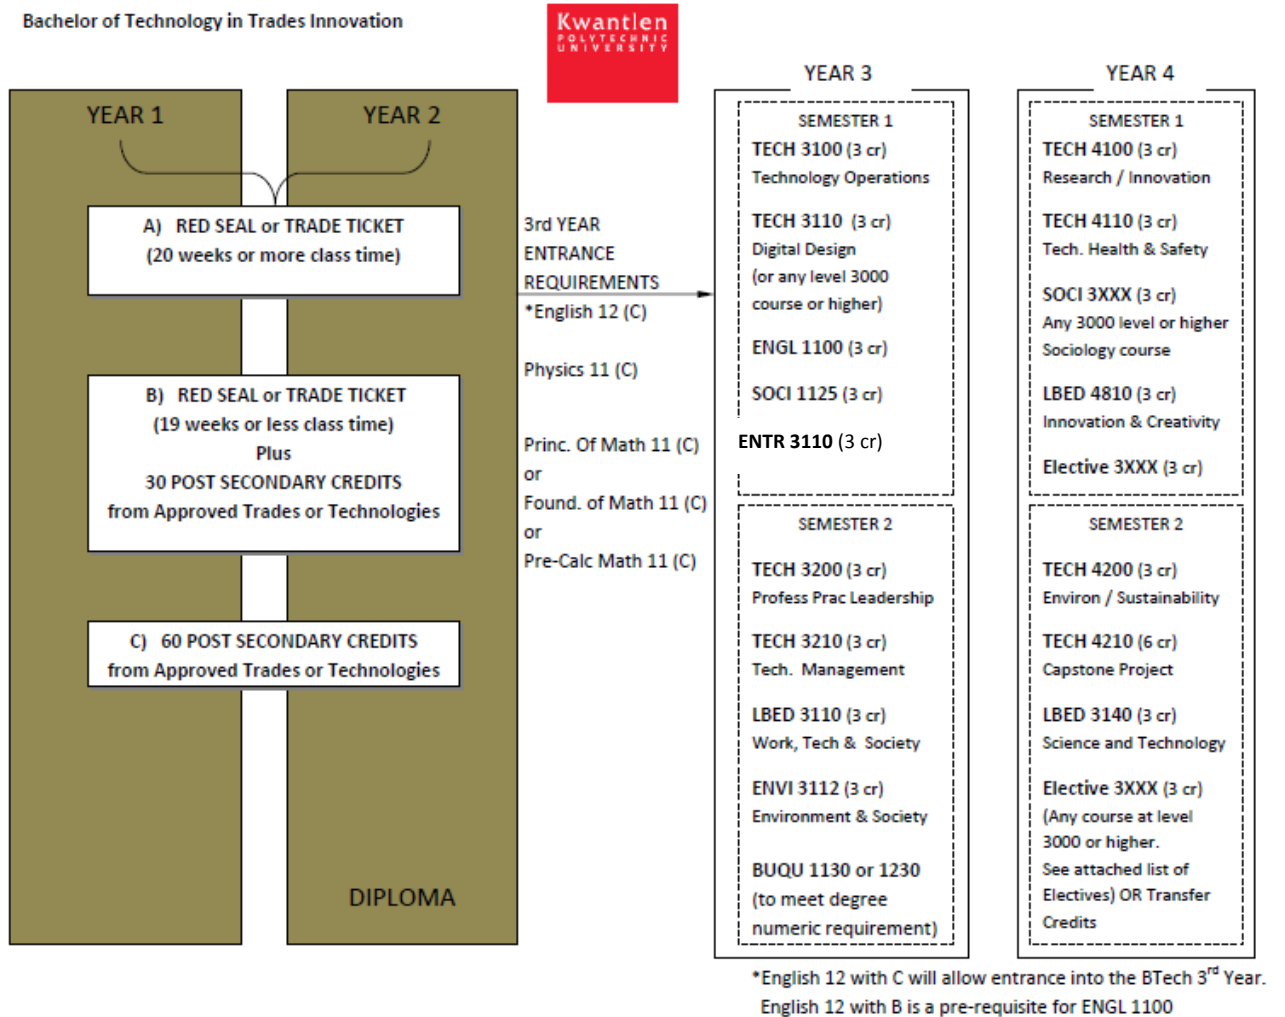 Bachelor of Technology in Trades Innovation
Kwantlen
POLYTECHNIC
UNIVERSITY
YEAR 1
YEAR 2
A) RED SEAL or TRADE TICKET
(20 weeks or more class time)
B) RED SEAL or TRADE TICKET
(19 weeks or less class time)
Plus
30 POST SECONDARY CREDITS
from Approved Trades or Technologies
C) 60 POST SECONDARY CREDITS
from Approved Trades or Technologies
DIPLOMA
3rd YEAR
ENTRANCE
REQUIREMENTS
*English 12 (C)
Physics 11 (C)
Princ. Of Math 11 (C)
or
Found. of Math 11 (C)
or
Pre-Calc Math 11 (C)
YEAR 3
SEMESTER 1
TECH 3100 (3 cr)
Technology Operations
TECH 3110 (3 cr)
Digital Design
(or any level 3000
course or higher)
ENGL 1100 (3 cr)
SOCI 1125 (3 cr)
ENTR 3110 (3 cr)
SEMESTER 2
TECH 3200 (3 cr)
Profess Prac Leadership
TECH 3210 (3 cr)
Tech. Management
LBED 3110 (3 cr)
Work, Tech & Society
ENVI 3112 (3 cr)
Environment & Society
BUQU 1130 or 1230
(to meet degree
numeric requirement)
YEAR 4
SEMESTER 1
TECH 4100 (3 cr)
Research / Innovation
TECH 4110 (3 cr)
Tech. Health & Safety
SOCI 3XXX (3 cr)
Any 3000 level or higher
Sociology course
LBED 4810 (3 cr)
Innovation & Creativity
Elective 3XXX (3 cr)
SEMESTER 2
TECH 4200 (3 cr)
Environ / Sustainability
TECH 4210 (6 cr)
Capstone Project
LBED 3140 (3 cr)
Science and Technology
Elective 3XXX (3 cr)
(Any course at level
3000 or higher.
See attached list of
Electives) OR Transfer
Credits
*English 12 with C will allow entrance into the BTech 3rd Year.
English 12 with B is a pre-requisite for ENGL 1100